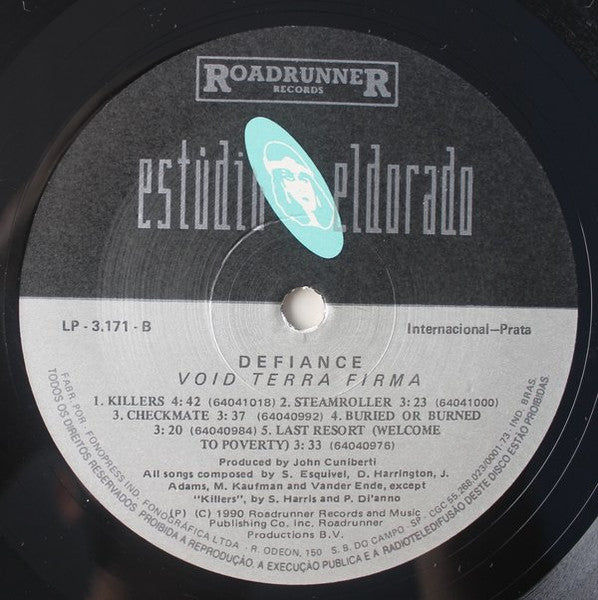 ROADRUNNER
RECORDS
estúdio eldorado
LP - 3.171 - B
Internacional—Prata
DEFIANCE
VOID TERRA FIRMA
1. KILLERS 4:42 (64041018) 2. STEAMROLLER 3:23 (64041000)
3. CHECKMATE 3:37 (64040992) 4. BURIED OR BURNED
3:20 (64040984) 5. LAST RESORT (WELCOME
TO POVERTY) 3:33 (64040976)
Produced by John Cuniberti
All songs composed by S. Esquivel, D. Harrington, J.
Adams, M. Kaufman and Vander Ende, except
"Killers", by S. Harris and P. Di'anno
(P) (C) 1990 Roadrunner Records and Music
Publishing Co. Inc. Roadrunner
Productions B.V.
FABR. POR: FONOPRESS IND. FONOGRÁFICA LTDA - R. ODEON, 150 S. B. DO CAMPO - SP - CGC 55.768.023/0001-73 - IND. BRAS.
TODOS OS DIREITOS RESERVADOS. PROIBIDA A REPRODUÇÃO. A EXECUÇÃO PUBLICA E A RADIOTELEDIFUSÃO DESTE DISCO ESTÃO PROIBIDAS